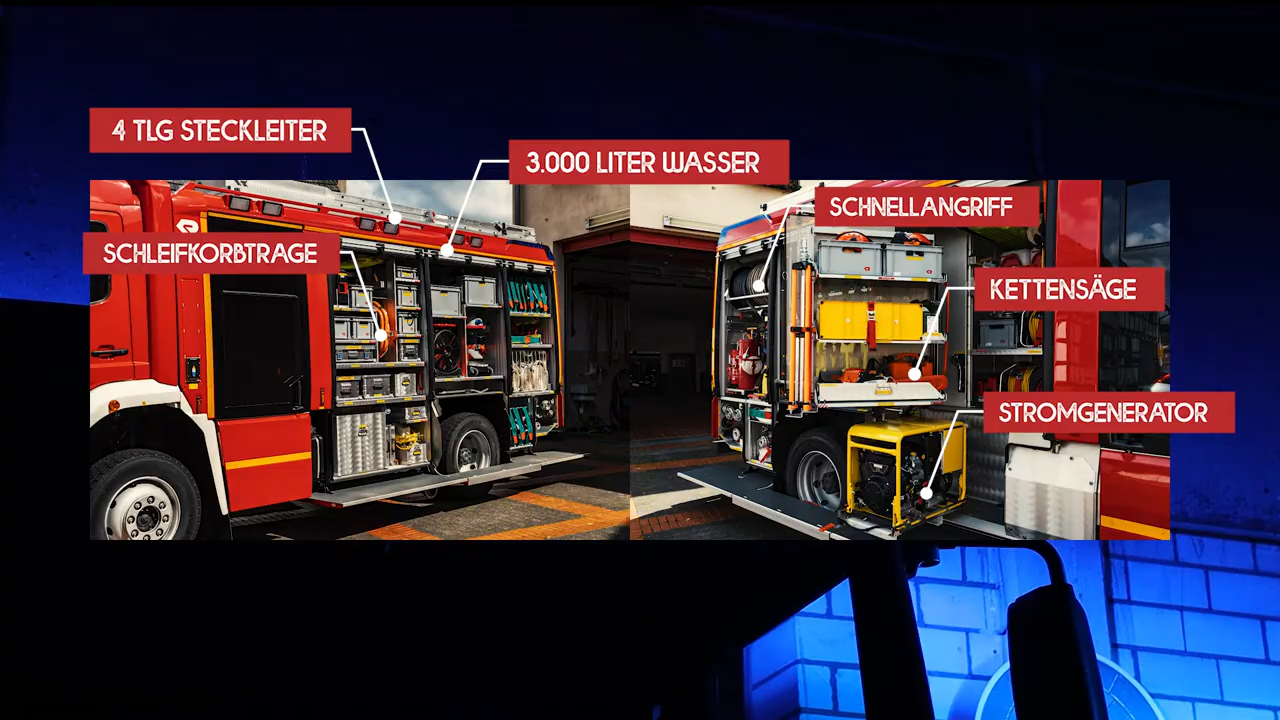 4 TLG STECKLEITER
3.000 LITER WASSER
SCHNELLANGRIFF
SCHLEIFKORBTRAGE
KETTENSÄGE
STROMGENERATOR